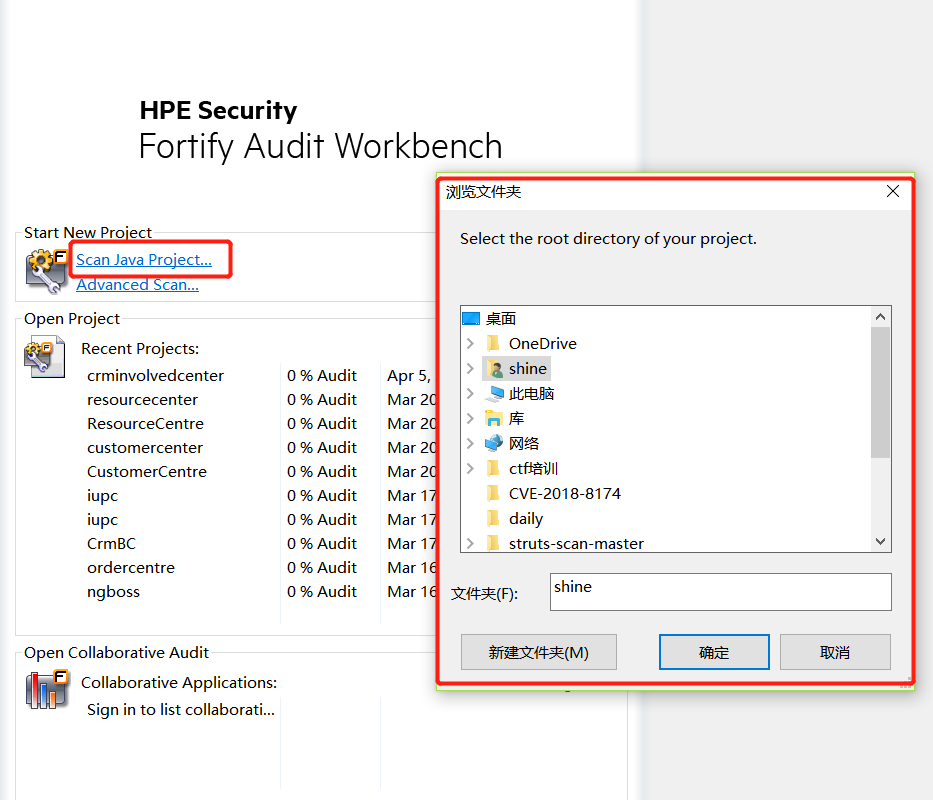 HPE Security
Fortify Audit Workbench
Start New Project
Scan Java Project...
Advanced Scan...
Open Project
Recent Projects:
crminvolvedcenter 0 % Audit Apr 5,
resourcecenter 0 % Audit Mar 20
ResourceCentre 0 % Audit Mar 20
customercenter 0 % Audit Mar 20
CustomerCentre 0 % Audit Mar 20
iupc 0 % Audit Mar 17
iupc 0 % Audit Mar 17
CrmBC 0 % Audit Mar 17
ordercentre 0 % Audit Mar 16
ngboss 0 % Audit Mar 16
Open Collaborative Audit
Collaborative Applications:
Sign in to list collaborati...
浏览文件夹
Select the root directory of your project.
桌面
OneDrive
shine
此电脑
库
网络
ctf培训
CVE-2018-8174
daily
struts-scan-master
文件夹(F):
shine
新建文件夹(M) 确定 取消